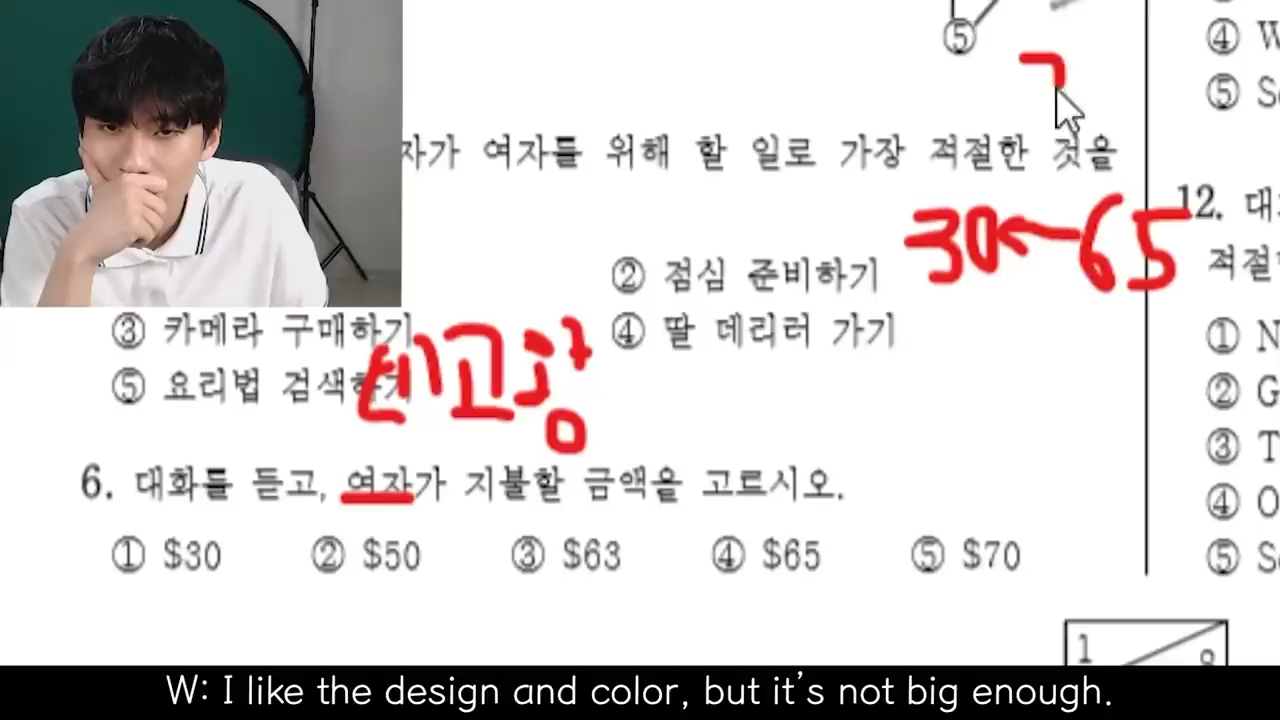 ⑤
④ W
⑤ S
자가 여자를 위해 할 일로 가장 적절한 것을
30←65
② 점심 준비하기
③ 카메라 구매하기
④ 딸 데리러 가기
⑤ 요리법 검색하기
6. 대화를 듣고, 여자가 지불할 금액을 고르시오.
① $30 ② $50 ③ $63 ④ $65 ⑤ $70
12. 대
적절
① N
② G
③ T
④ O
⑤ S
1
W: I like the design and color, but it's not big enough.